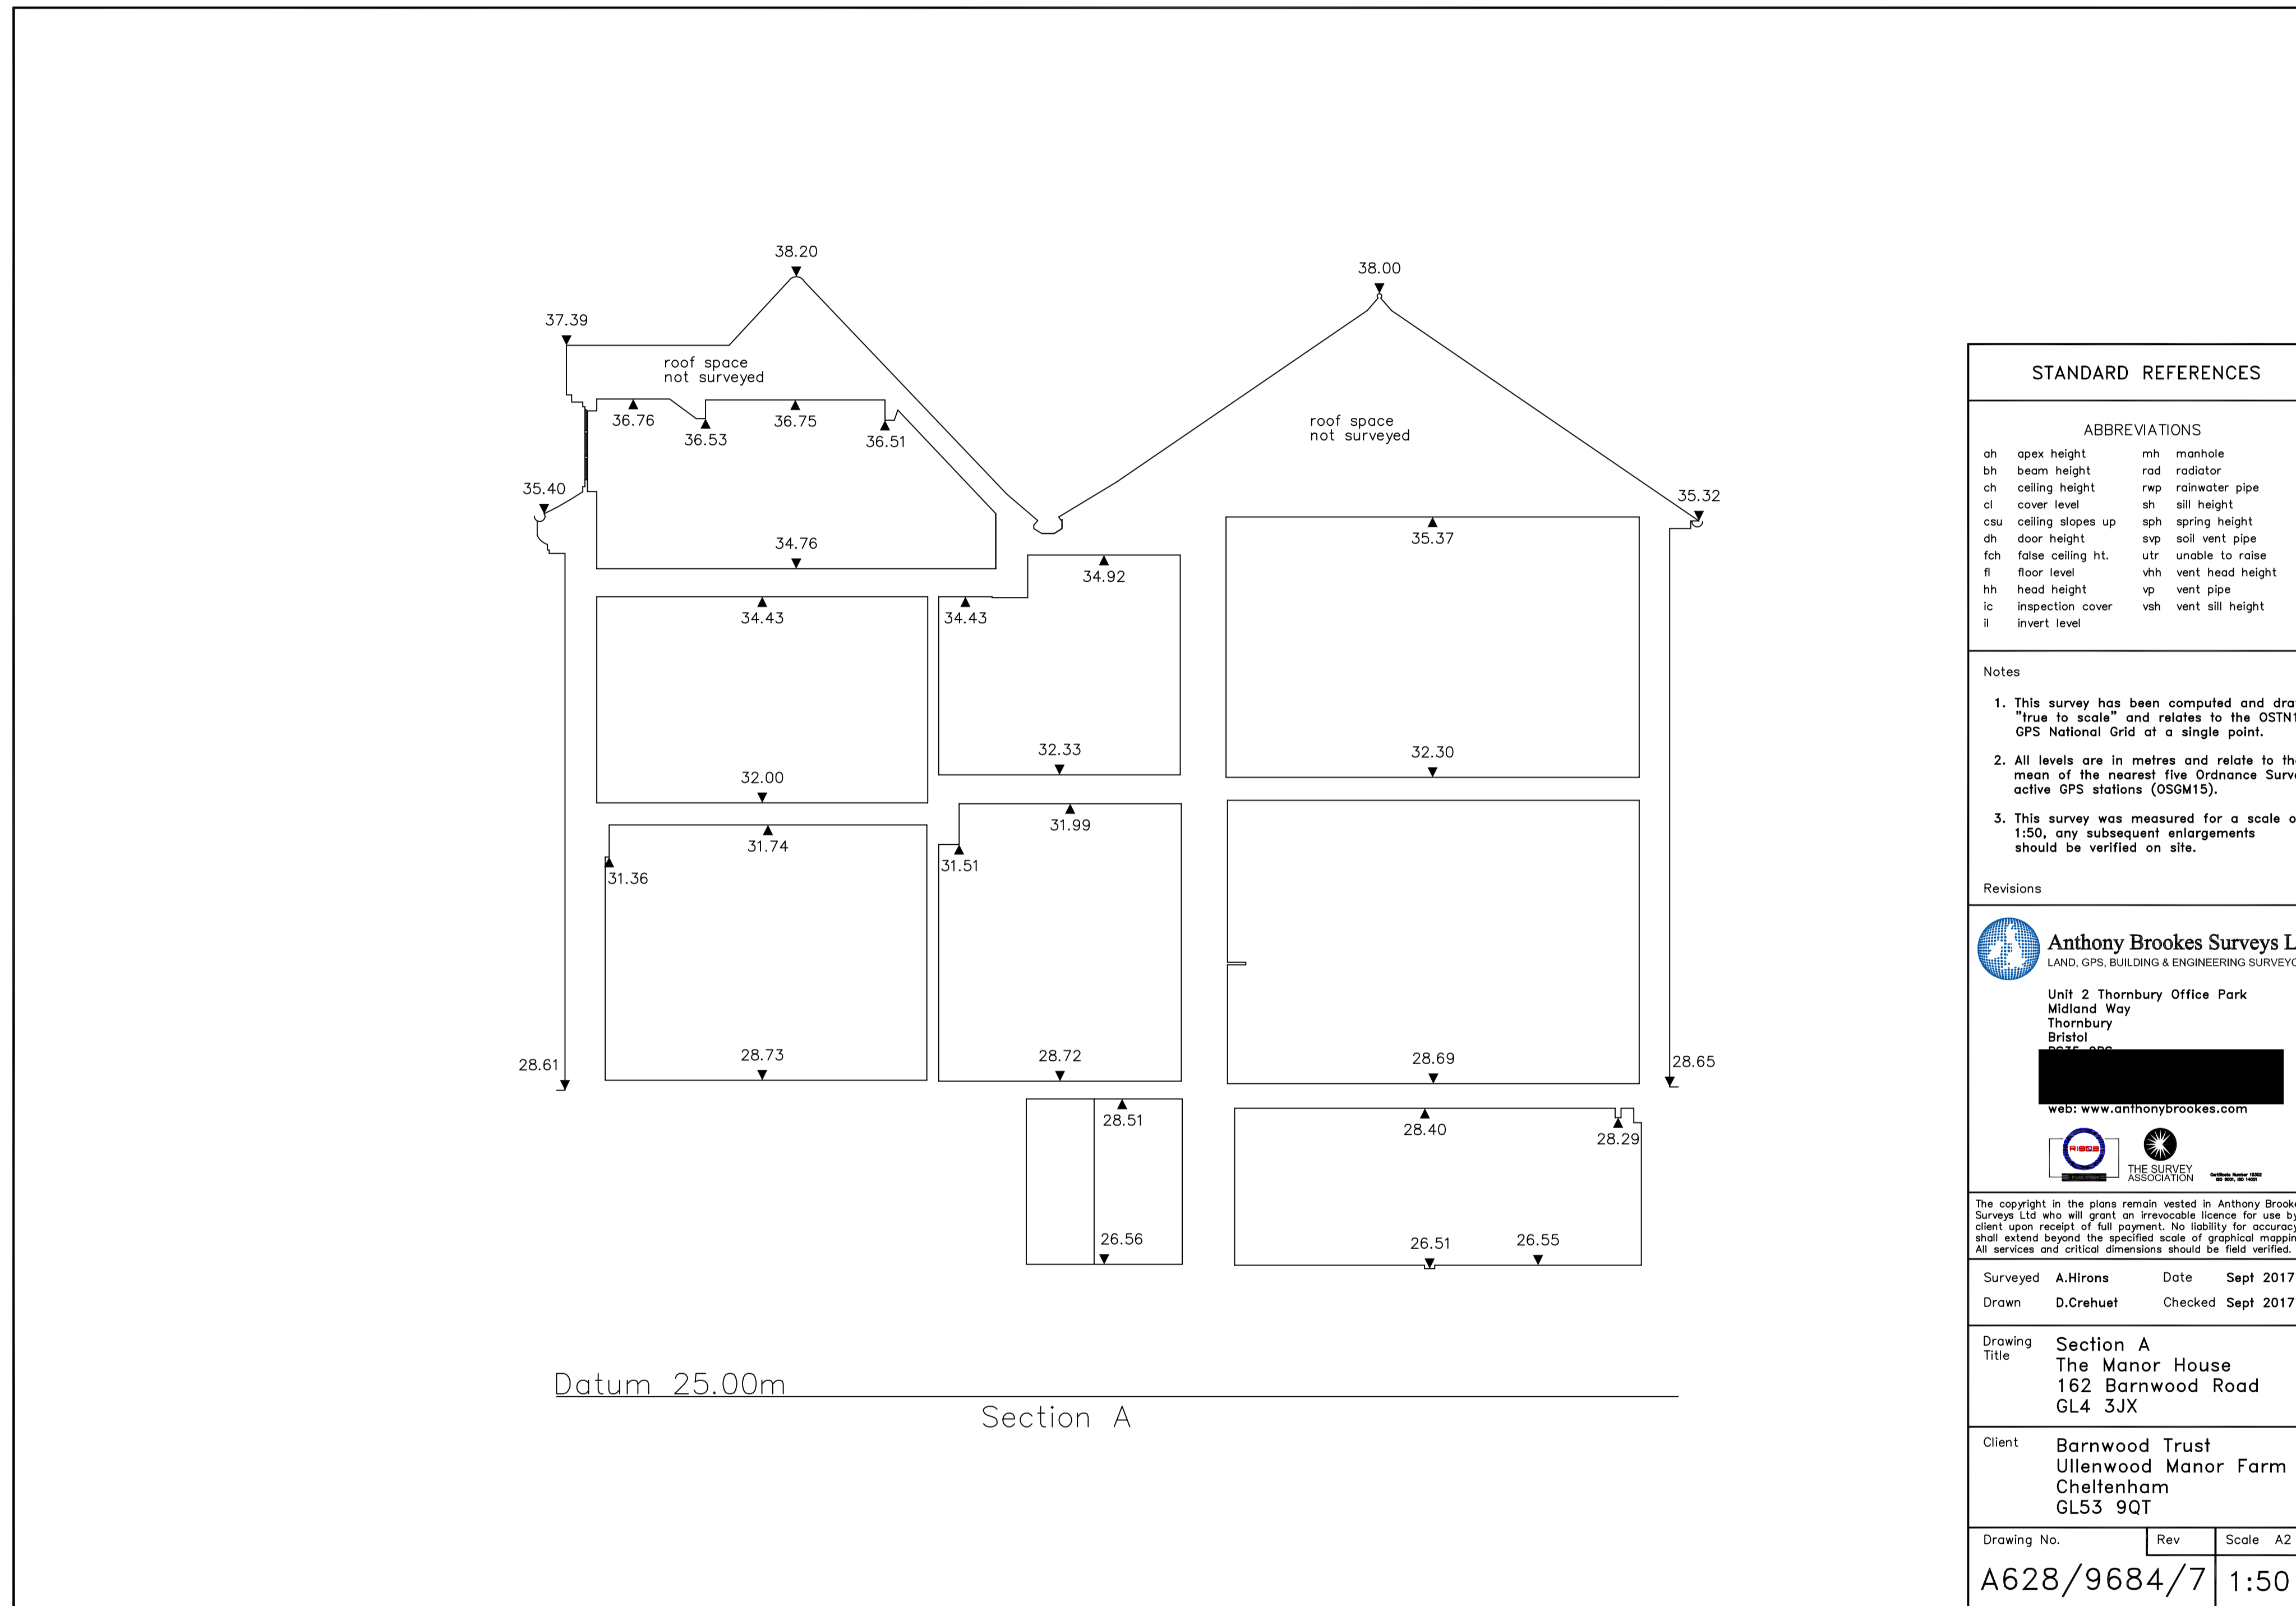 38.20
38.00
37.39
roof space
not surveyed
36.76
36.53
36.75
36.51
roof space
not surveyed
35.40
35.32
34.76
35.37
34.92
34.43
34.43
32.33
32.30
32.00
31.99
31.74
31.51
31.36
28.73
28.72
28.69
28.61
28.65
28.51
28.40
28.29
26.56
26.51
26.55
Datum 25.00m
Section A
STANDARD REFERENCES
ABBREVIATIONS
ah apex height mh manhole
bh beam height rad radiator
ch ceiling height rwp rainwater pipe
cl cover level sh sill height
csu ceiling slopes up sph spring height
dh door height svp soil vent pipe
fch false ceiling ht. utr unable to raise
fl floor level vhh vent head height
hh head height vp vent pipe
ic inspection cover vsh vent sill height
il invert level
Notes
1. This survey has been computed and dra
"true to scale" and relates to the OSTN1
GPS National Grid at a single point.
2. All levels are in metres and relate to the
mean of the nearest five Ordnance Surve
active GPS stations (OSGM15).
3. This survey was measured for a scale o
1:50, any subsequent enlargements
should be verified on site.
Revisions
Anthony Brookes Surveys L
LAND, GPS, BUILDING & ENGINEERING SURVEYO
Unit 2 Thornbury Office Park
Midland Way
Thornbury
Bristol
web: www.anthonybrookes.com
THE SURVEY
ASSOCIATION
Certificate Number 15302
ISO 9001, ISO 14001
The copyright in the plans remain vested in Anthony Brooke
Surveys Ltd who will grant an irrevocable licence for use by
client upon receipt of full payment. No liability for accuracy
shall extend beyond the specified scale of graphical mappin
All services and critical dimensions should be field verified.
Surveyed A.Hirons Date Sept 2017
Drawn D.Crehuet Checked Sept 2017
Drawing Title
Section A
The Manor House
162 Barnwood Road
GL4 3JX
Client
Barnwood Trust
Ullenwood Manor Farm
Cheltenham
GL53 9QT
Drawing No. Rev Scale A2
A628/9684/7 1:50